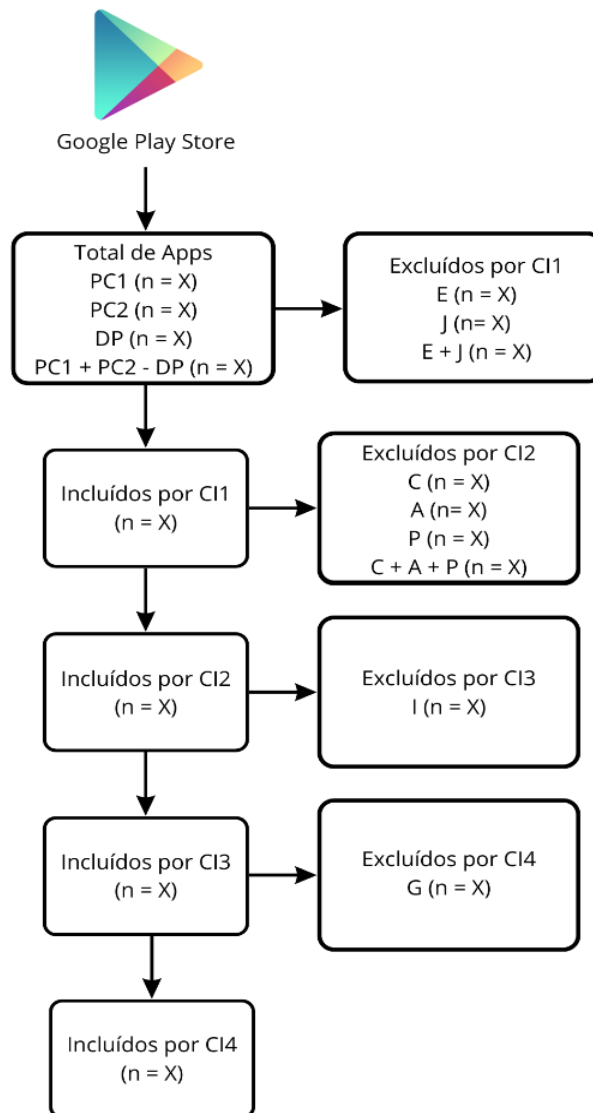 Google Play Store
Total de Apps
PC1 (n = X)
PC2 (n = X)
DP (n = X)
PC1 + PC2 - DP (n = X)
Excluídos por CI1
E (n = X)
J (n= X)
E + J (n = X)
Incluídos por CI1
(n = X)
Excluídos por CI2
C (n = X)
A (n= X)
P (n = X)
C + A + P (n = X)
Incluídos por CI2
(n = X)
Excluídos por CI3
I (n = X)
Incluídos por CI3
(n = X)
Excluídos por CI4
G (n = X)
Incluídos por CI4
(n = X)